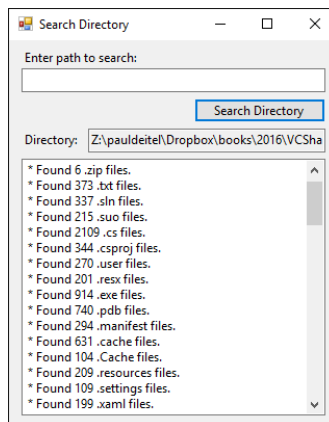 Search Directory
Enter path to search:
Search Directory
Directory: Z:\pauldeitel\Dropbox\books\2016\VCSha
* Found 6 .zip files.
* Found 373 .txt files.
* Found 337 .sln files.
* Found 215 .suo files.
* Found 2109 .cs files.
* Found 344 .csproj files.
* Found 270 .user files.
* Found 201 .resx files.
* Found 914 .exe files.
* Found 740 .pdb files.
* Found 294 .manifest files.
* Found 631 .cache files.
* Found 104 .Cache files.
* Found 209 .resources files.
* Found 109 .settings files.
* Found 199 .xaml files.